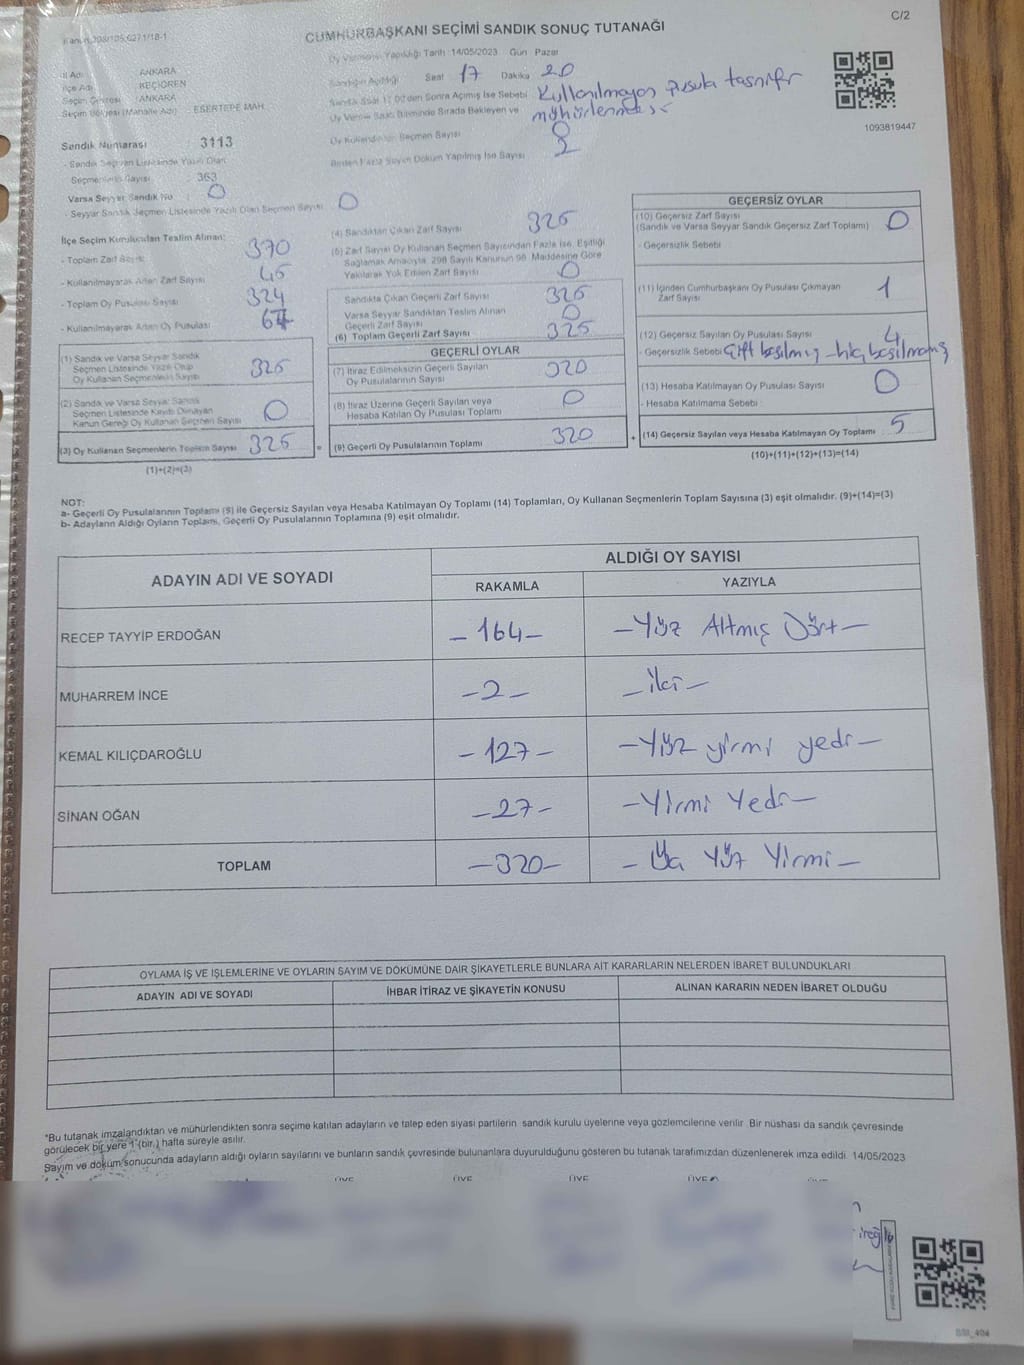 C/2
CUMHURBAŞKANI SEÇİMİ SANDIK SONUÇ TUTANAĞI
Oy Vermenin Yapıldığı Tarih : 14/05/2023 Gün Pazar
İl Adı ANKARA
İlçe Adı KEÇİÖREN
Seçim Çevresi ANKARA
Seçim Bölgesi (Mahalle Adı) ESERTEPE MAH.
Sandığın Açıldığı Saat 17 Dakika 20
Sandık Saat 17.00'den Sonra Açılmış İse Sebebi Kullanılmayan pusula tasnifi
Oy Verme Saati Bitiminde Sırada Bekleyen ve mühürlenmesi
Oy Kullandırılan Seçmen Sayısı 0
Birden Fazla Sayım Döküm Yapılmış İse Sayısı 2
1093819447
Sandık Numarası : 3113
- Sandık Seçmen Listesinde Yazılı Olan
- Seçmenlerin Sayısı : 363
Varsa Seyyar Sandık No : 0
- Seyyar Sandık Seçmen Listesinde Yazılı Olan Seçmen Sayısı : 0
İlçe Seçim Kurulundan Teslim Alınan:
- Toplam Zarf Sayısı 370
- Kullanılmayarak Artan Zarf Sayısı 45
- Toplam Oy Pusulası Sayısı
- Kullanılmayarak Artan Oy Pusulası
(1) Sandık ve Varsa Seyyar Sandık
Seçmen Listesinde Yazılı Olup
Oy Kullanan Seçmenlerin Sayısı 325
(2) Sandık ve Varsa Seyyar Sandık
Seçmen Listesinde Kaydı Olmayan
Kanun Gereği Oy Kullanan Seçmen Sayısı 0
(3) Oy Kullanan Seçmenlerin Toplam Sayısı 325 =
(1)+(2)=(3)
(4) Sandıktan Çıkan Zarf Sayısı 325
(5) Zarf Sayısı Oy Kullanan Seçmen Sayısından Fazla İse, Eşitliği
Sağlamak Amacıyla, 298 Sayılı Kanunun 98. Maddesine Göre
Yakılarak Yok Edilen Zarf Sayısı 0
Sandıkta Çıkan Geçerli Zarf Sayısı 325
Varsa Seyyar Sandıktan Teslim Alınan
Geçerli Zarf Sayısı 0
(6) Toplam Geçerli Zarf Sayısı 325
GEÇERLİ OYLAR
(7) İtiraz Edilmeksizin Geçerli Sayılan
Oy Pusulalarının Sayısı 320
(8) İtiraz Üzerine Geçerli Sayılan veya
Hesaba Katılan Oy Pusulası Toplamı 0
(9) Geçerli Oy Pusulalarının Toplamı 320 +
GEÇERSİZ OYLAR
(10) Geçersiz Zarf Sayısı
(Sandık ve Varsa Seyyar Sandık Geçersiz Zarf Toplamı) 0
- Geçersizlik Sebebi
(11) İçinden Cumhurbaşkanı Oy Pusulası Çıkmayan
Zarf Sayısı 1
(12) Geçersiz Sayılan Oy Pusulası Sayısı 4
- Geçersizlik Sebebi Çift basılmış - hiç basılmamış
(13) Hesaba Katılmayan Oy Pusulası Sayısı 0
- Hesaba Katılmama Sebebi :
(14) Geçersiz Sayılan veya Hesaba Katılmayan Oy Toplamı 5
(10)+(11)+(12)+(13)=(14)
NOT:
a- Geçerli Oy Pusulalarının Toplamı (9) ile Geçersiz Sayılan veya Hesaba Katılmayan Oy Toplamı (14) Toplamları, Oy Kullanan Seçmenlerin Toplam Sayısına (3) eşit olmalıdır. (9)+(14)=(3)
b- Adayların Aldığı Oyların Toplamı, Geçerli Oy Pusulalarının Toplamına (9) eşit olmalıdır.
ADAYIN ADI VE SOYADI
ALDIĞI OY SAYISI
RAKAMLA YAZIYLA
RECEP TAYYİP ERDOĞAN -164- -Yüz Altmış Dört-
MUHARREM İNCE -2- -iki-
KEMAL KILIÇDAROĞLU -127- -Yüz yirmi yedi-
SİNAN OĞAN -27- -Yirmi Yedi-
TOPLAM -320- -Üç Yüz Yirmi-
OYLAMA İŞ VE İŞLEMLERİNE VE OYLARIN SAYIM VE DÖKÜMÜNE DAİR ŞİKAYETLERLE BUNLARA AİT KARARLARIN NELERDEN İBARET BULUNDUKLARI
ADAYIN ADI VE SOYADI İHBAR İTİRAZ VE ŞİKAYETİN KONUSU ALINAN KARARIN NEDEN İBARET OLDUĞU
*Bu tutanak imzalandıktan ve mühürlendikten sonra seçime katılan adayların ve talep eden siyasi partilerin sandık kurulu üyelerine veya gözlemcilerine verilir. Bir nüshası da sandık çevresinde
görülecek bir yere 1 (bir) hafta süreyle asılır.
Sayım ve döküm sonucunda adayların aldığı oyların sayılarını ve bunların sandık çevresinde bulunanlara duyurulduğunu gösteren bu tutanak tarafımızdan düzenlenerek imza edildi. 14/05/2023
ÜYE ÜYE ÜYE ÜYE